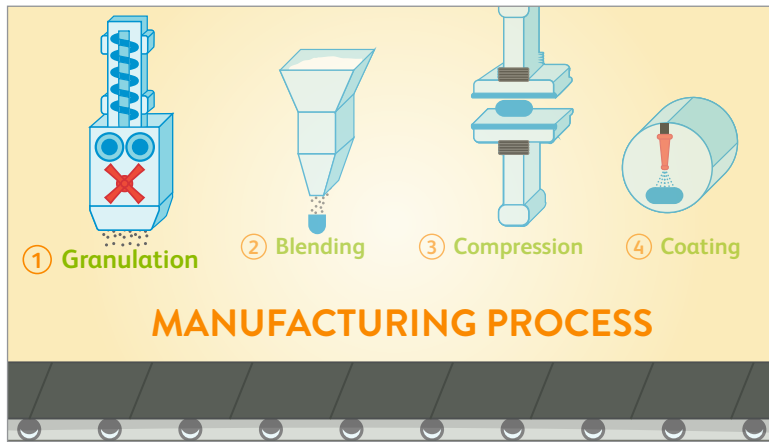 1 Granulation
2 Blending
3 Compression
4 Coating
MANUFACTURING PROCESS